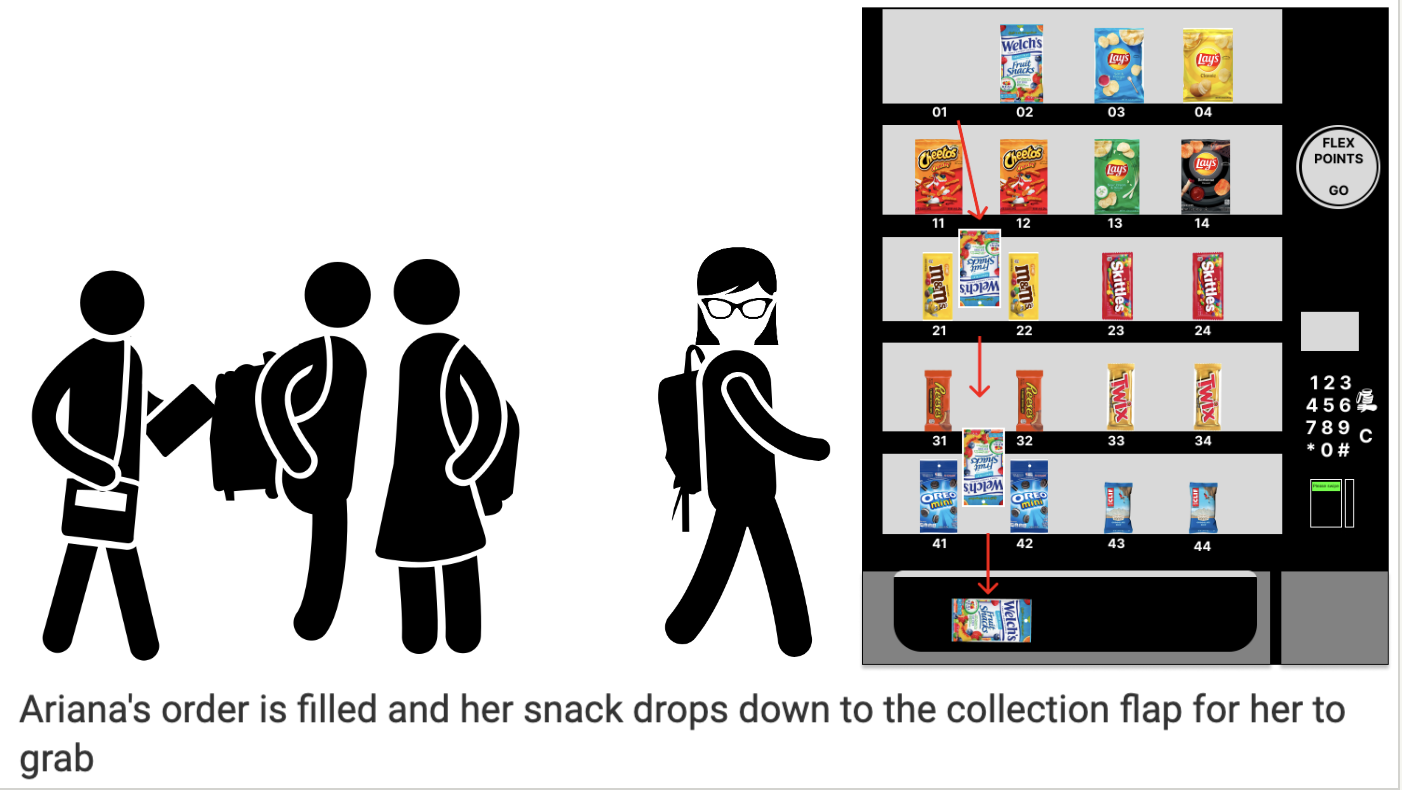 Welch's
Fruit
Snacks
Lay's
Lay's
01 02 03 04
FLEX
POINTS
GO
Cheetos
Cheetos
Lay's
Lay's
11 12 13 14
m&m's
Fruit
Snacks
Welch's
m&m's
Skittles
Skittles
21 22 23 24
Reese's
Reese's
TWIX
TWIX
1 2 3
4 5 6
7 8 9 C
* 0 #
31 32 33 34
Fruit
Snacks
Welch's
OREO
mini
OREO
mini
CLIF
CLIF
41 42 43 44
Welch's
Fruit
Snacks
Ariana's order is filled and her snack drops down to the collection flap for her to
grab